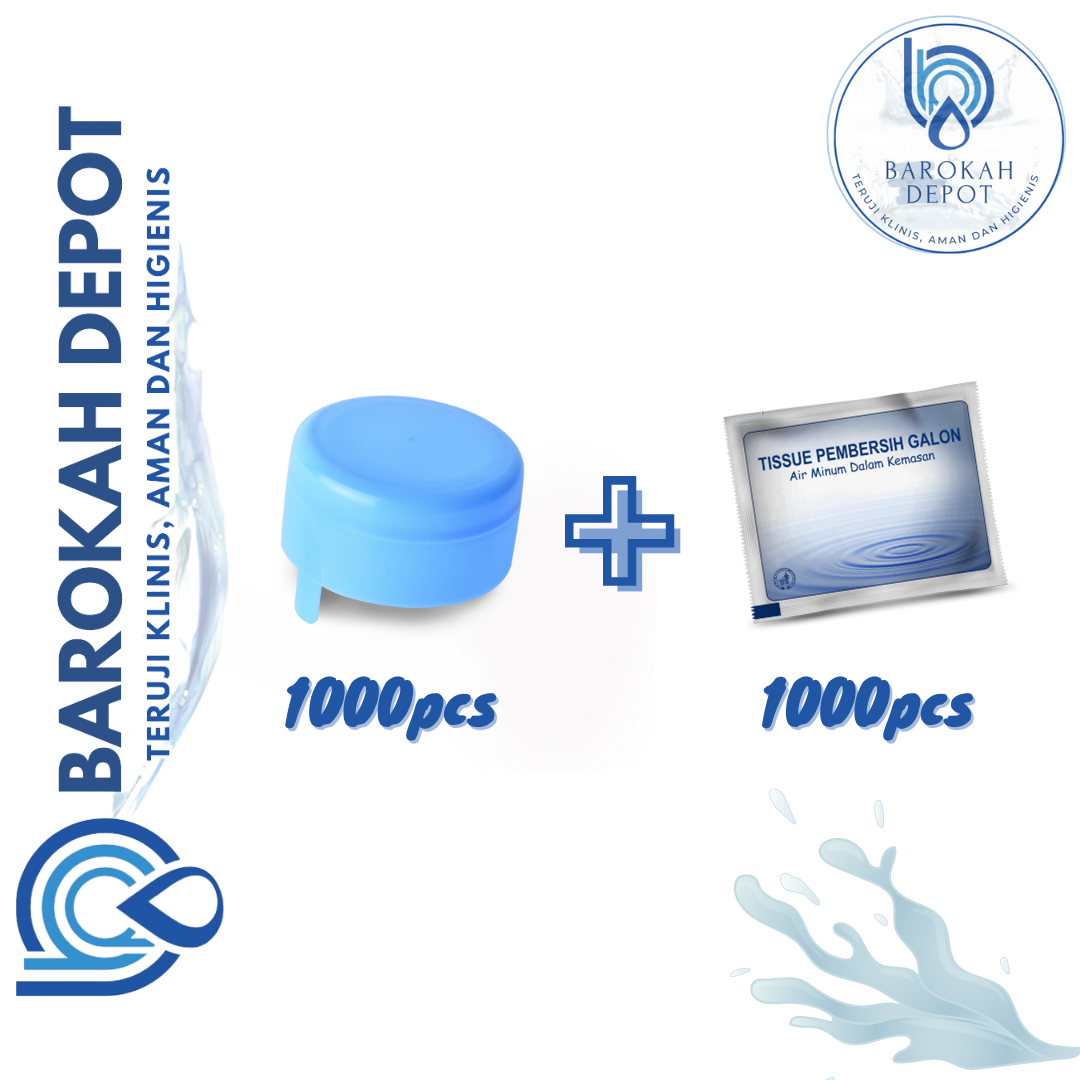 BAROKAH DEPOT
TERUJI KLINIS, AMAN DAN HIGIENIS
BAROKAH
DEPOT
TERUJI KLINIS, AMAN DAN HIGIENIS
TISSUE PEMBERSIH GALON
Air Minum Dalam Kemasan
1000pcs
1000pcs